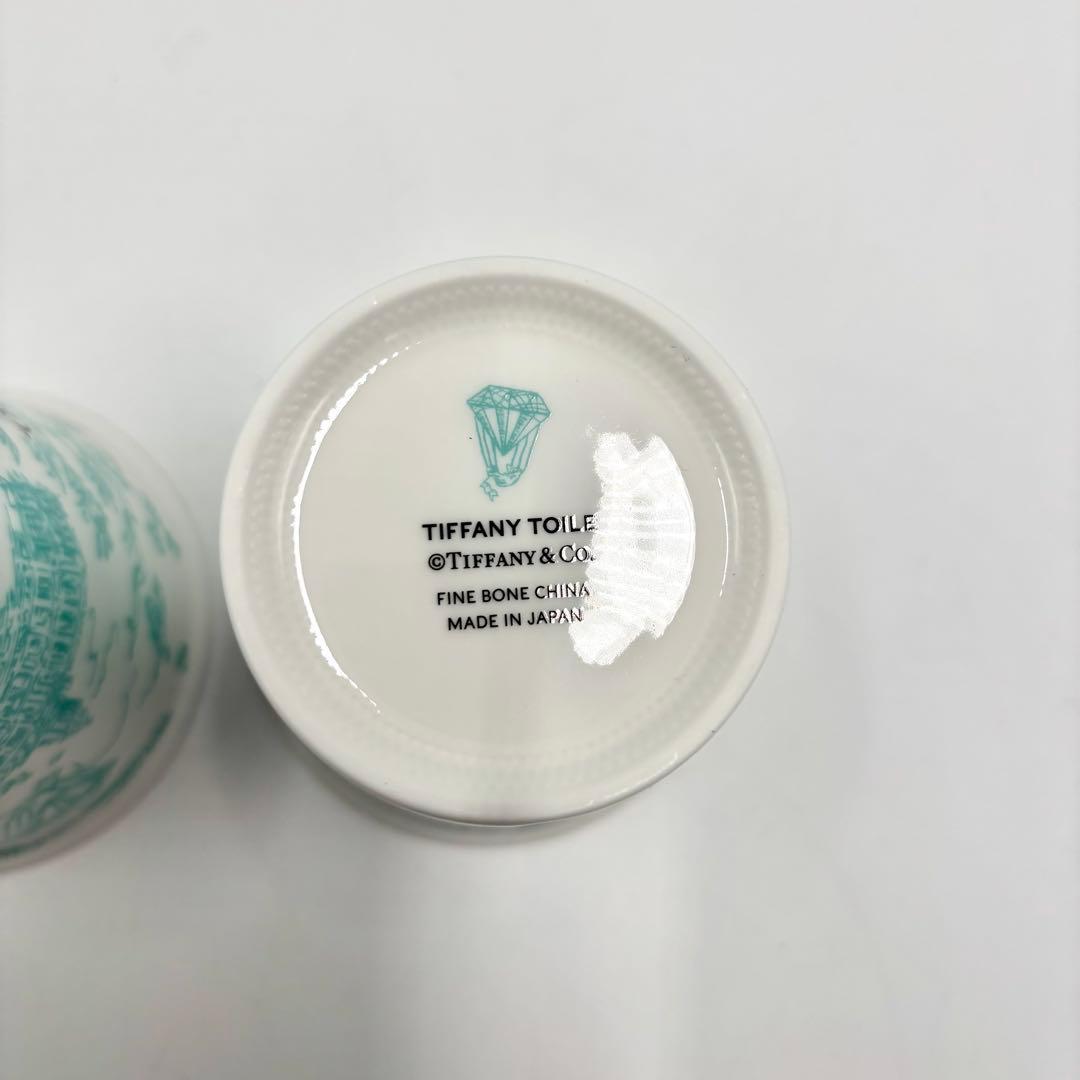 TIFFANY TOILE
©TIFFANY & CO.
FINE BONE CHINA
MADE IN JAPAN